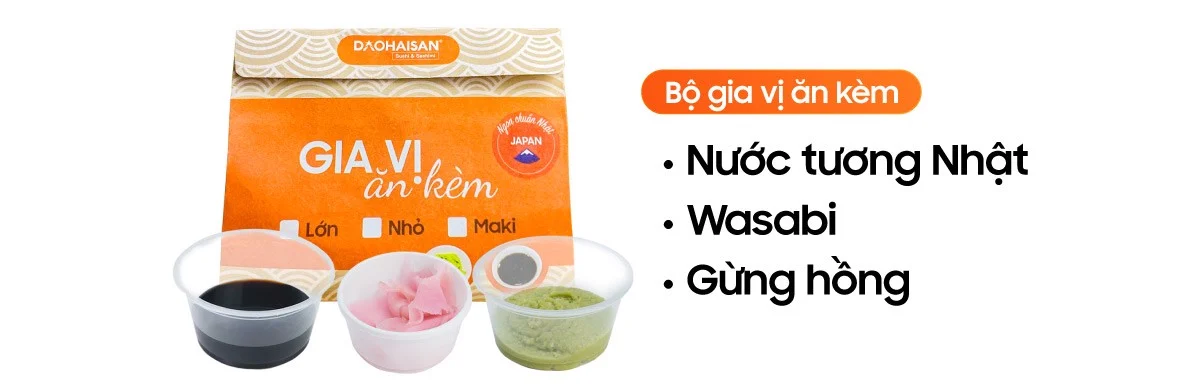 DAOHAISAN®
Sushi & Sashimi
Ngon chuẩn Nhật
JAPAN
GIA VỊ
ăn kèm
Lớn Nhỏ Maki
Bộ gia vị ăn kèm
• Nước tương Nhật
• Wasabi
• Gừng hồng